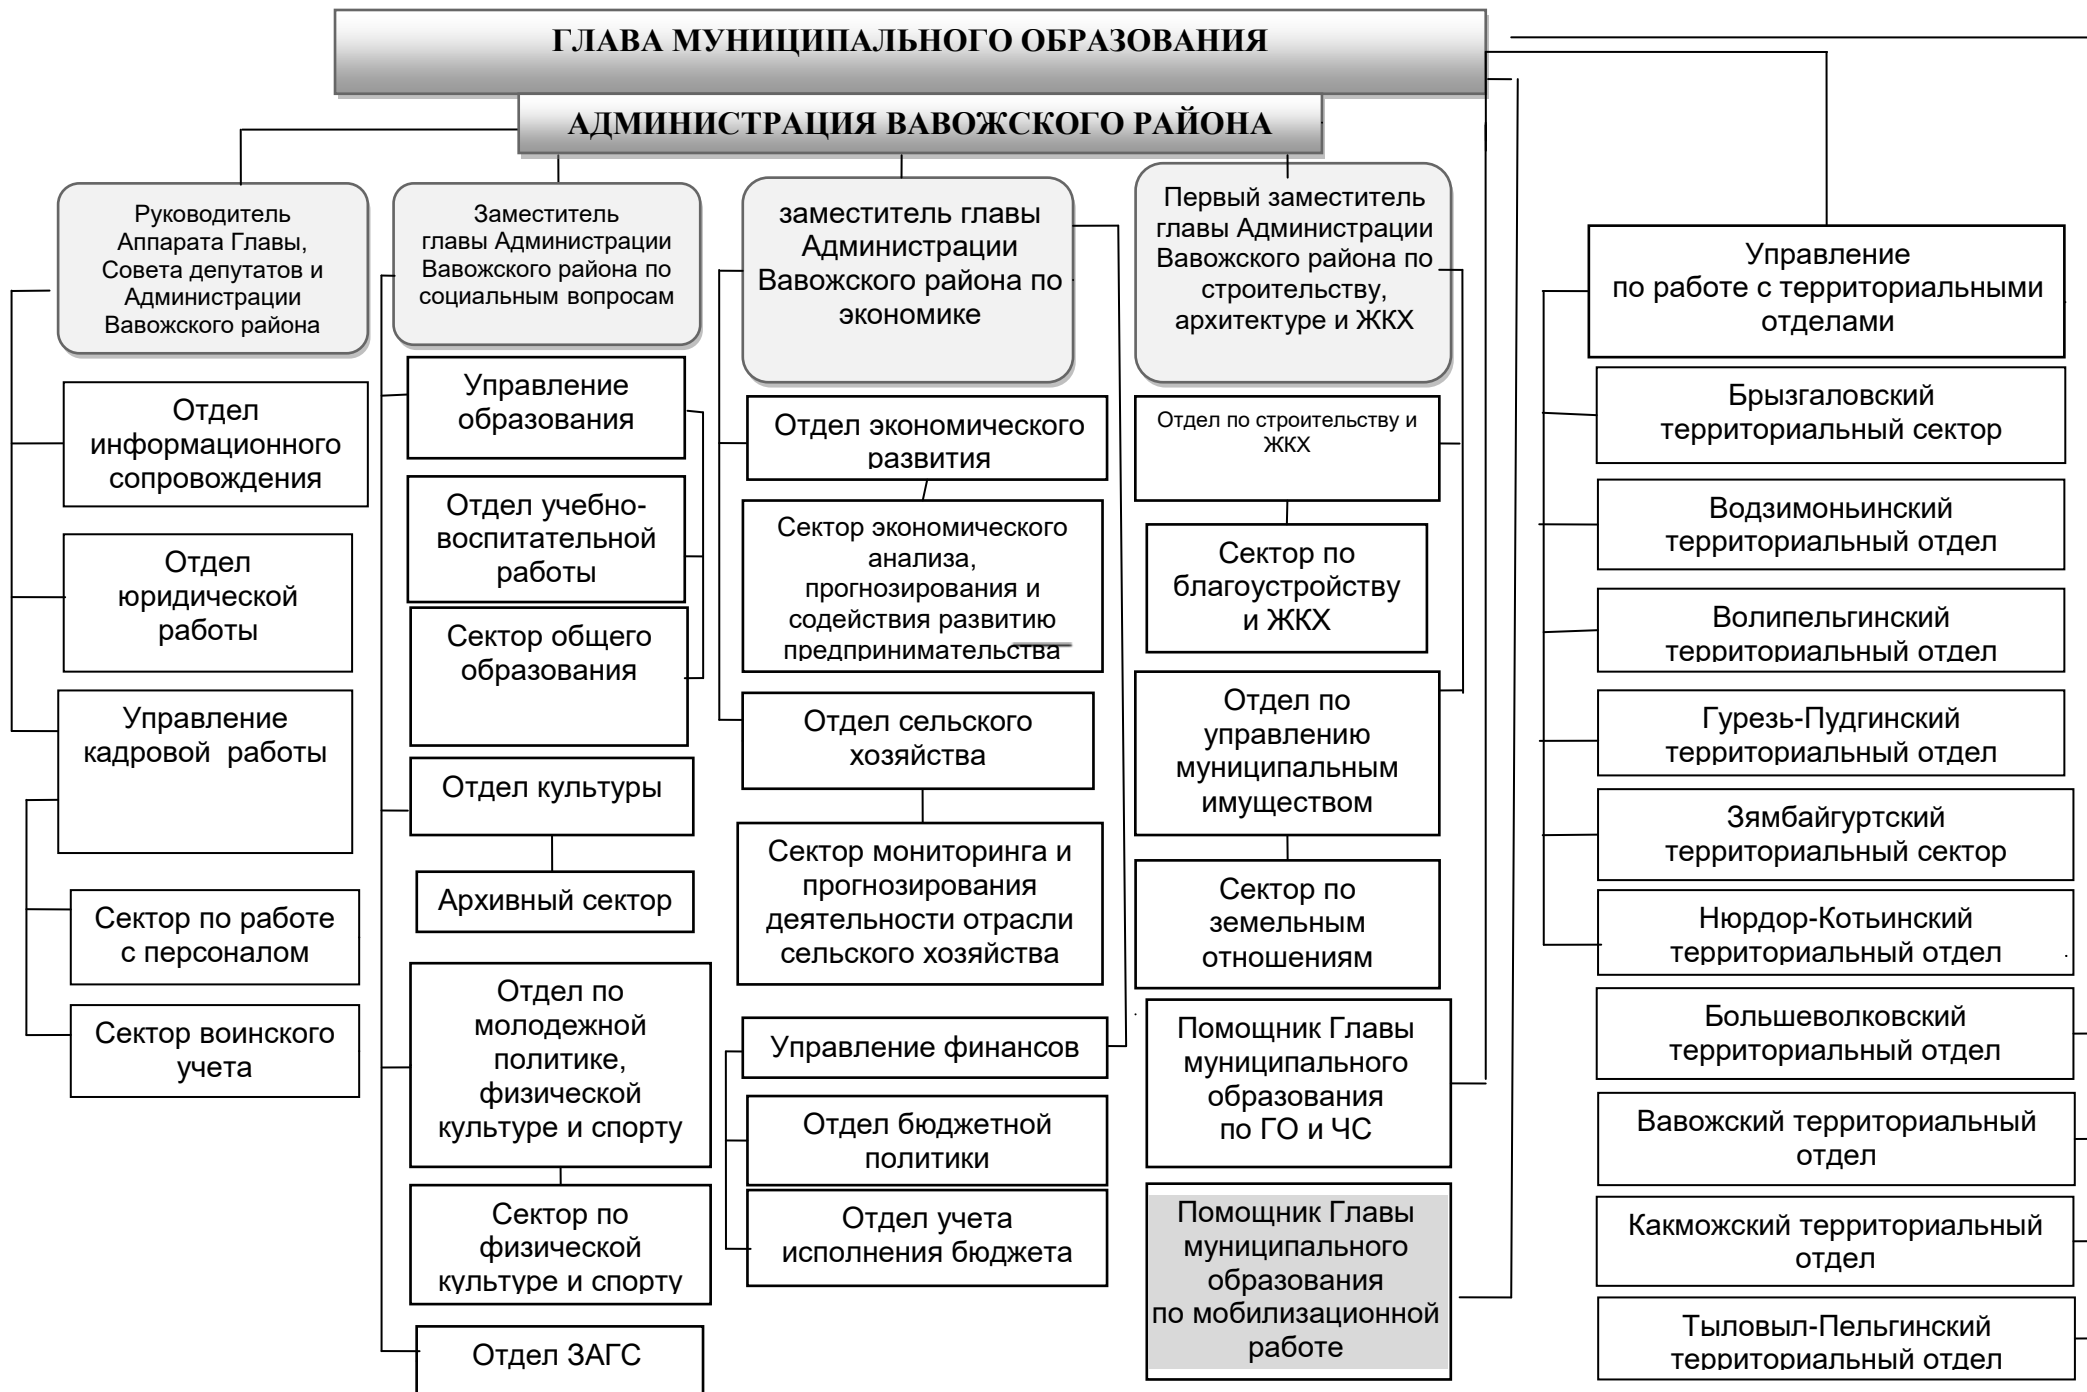 ГЛАВА МУНИЦИПАЛЬНОГО ОБРАЗОВАНИЯ
АДМИНИСТРАЦИЯ ВАВОЖСКОГО РАЙОНА
Руководитель
Аппарата Главы,
Совета депутатов и
Администрации
Вавожского района
Отдел
информационного
сопровождения
Отдел
юридической
работы
Управление
кадровой работы
Сектор по работе
с персоналом
Сектор воинского
учета
Заместитель
главы Администрации
Вавожского района по
социальным вопросам
Управление
образования
Отдел учебно-
воспитательной
работы
Сектор общего
образования
Отдел культуры
Архивный сектор
Отдел по
молодежной
политике,
физической
культуре и спорту
Сектор по
физической
культуре и спорту
Отдел ЗАГС
заместитель главы
Администрации
Вавожского района по
экономике
Отдел экономического
развития
Сектор экономического
анализа,
прогнозирования и
содействия развитию
предпринимательства
Отдел сельского
хозяйства
Сектор мониторинга и
прогнозирования
деятельности отрасли
сельского хозяйства
Управление финансов
Отдел бюджетной
политики
Отдел учета
исполнения бюджета
Первый заместитель
главы Администрации
Вавожского района по
строительству,
архитектуре и ЖКХ
Отдел по строительству и
ЖКХ
Сектор по
благоустройству
и ЖКХ
Отдел по
управлению
муниципальным
имуществом
Сектор по
земельным
отношениям
Помощник Главы
муниципального
образования
по ГО и ЧС
Помощник Главы
муниципального
образования
по мобилизационной
работе
Управление
по работе с территориальными
отделами
Брызгаловский
территориальный сектор
Водзимоньинский
территориальный отдел
Волипельгинский
территориальный отдел
Гурезь-Пудгинский
территориальный отдел
Зямбайгуртский
территориальный сектор
Нюрдор-Котьинский
территориальный отдел
Большеволковский
территориальный отдел
Вавожский территориальный
отдел
Какможский территориальный
отдел
Тыловыл-Пельгинский
территориальный отдел